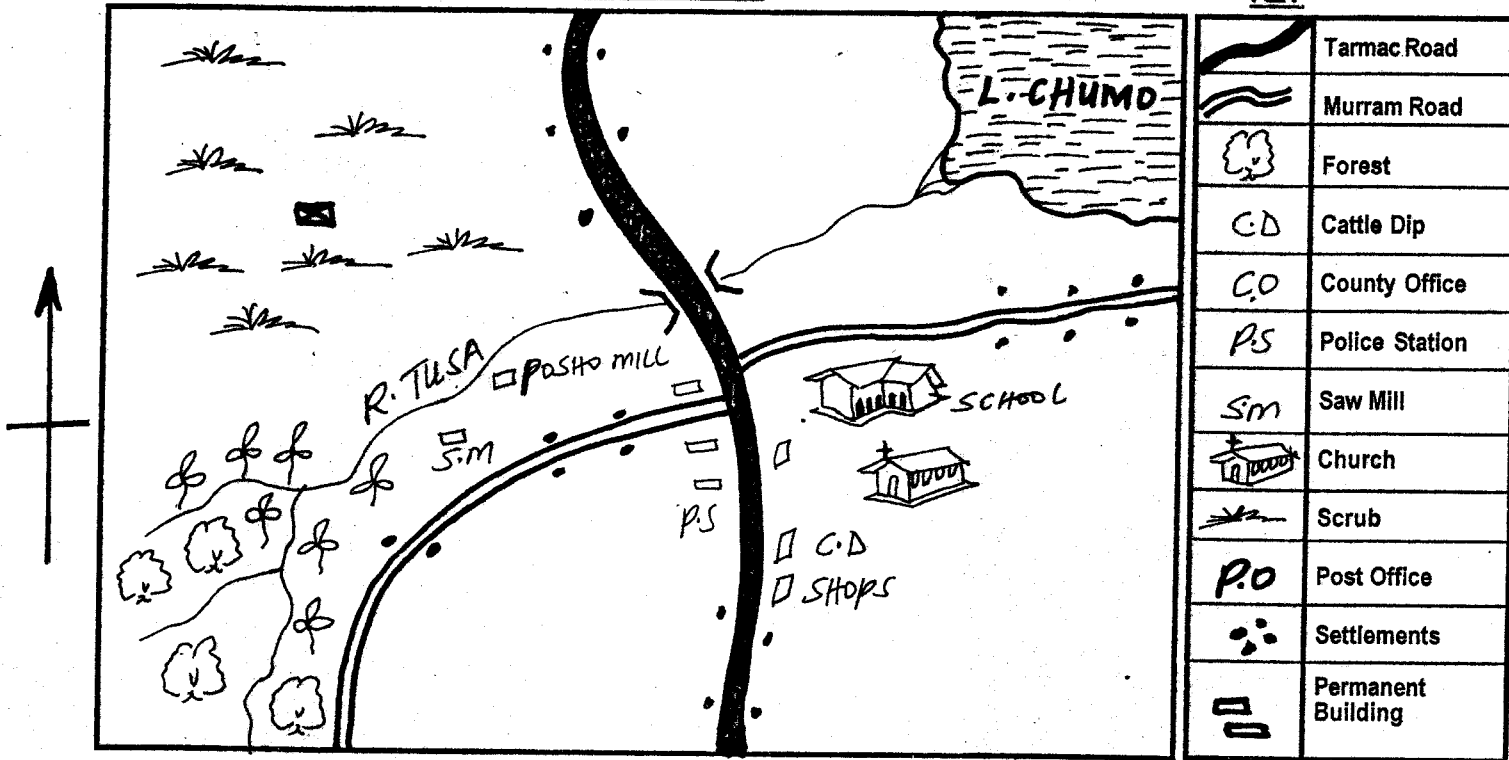 L. CHUMO
R. TUSA
POSHO MILL
S.M
SCHOOL
P.S
C.D
SHOPS
Tarmac Road
Murram Road
Forest
C.D
Cattle Dip
C.O
County Office
P.S
Police Station
S.M
Saw Mill
Church
Scrub
P.O
Post Office
Settlements
Permanent
Building